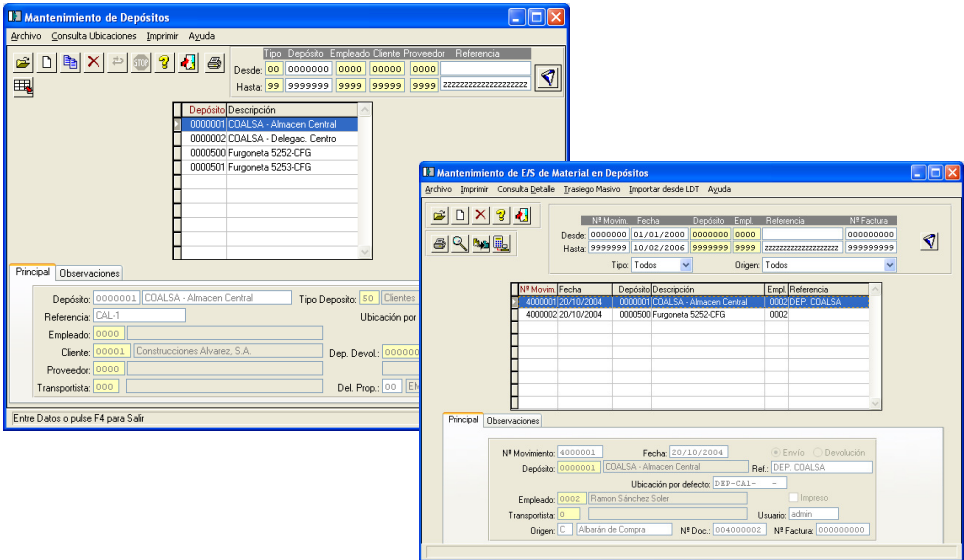 Mantenimiento de Depósitos
Archivo Consulta Ubicaciones Imprimir Ayuda
Tipo Depósito Empleado Cliente Proveedor Referencia
Desde: 00 0000000 0000 00000 0000
Hasta: 99 9999999 9999 99999 9999 zzzzzzzzzzzzzzzzzzzz
STOP
Depósito Descripción
0000001 COALSA - Almacen Central
0000002 COALSA - Delegac. Centro
0000500 Furgoneta 5252-CFG
0000501 Furgoneta 5253-CFG
Principal Observaciones
Depósito: 0000001 COALSA - Almacen Central Tipo Deposito: 50 Clientes
Referencia: CAL-1 Ubicación por
Empleado: 0000
Cliente: 00001 Construcciones Alvarez, S.A. Dep. Devol.: 000000
Proveedor: 0000
Transportista: 000 Del. Prop.: 00 EM
Entre Datos o pulse F4 para Salir
Mantenimiento de E/S de Material en Depósitos
Archivo Imprimir Consulta Detalle Trasiego Masivo Importar desde LDT Ayuda
Nº Movim. Fecha Depósito Empl. Referencia Nº Factura
Desde: 0000000 01/01/2000 0000000 0000 000000000
Hasta: 9999999 10/02/2006 9999999 9999 zzzzzzzzzzzzzzzzzzzz 999999999
Tipo: Todos Origen: Todos
Nº Movim. Fecha Depósito Descripción Empl. Referencia
4000001 20/10/2004 0000001 COALSA - Almacen Central 0002 DEP. COALSA
4000002 20/10/2004 0000500 Furgoneta 5252-CFG 0002
Principal Observaciones
Nº Movimiento: 4000001 Fecha: 20/10/2004 Envío Devolución
Depósito: 0000001 COALSA - Almacen Central Ref.: DEP. COALSA
Ubicación por defecto: DEP-CA1- -
Empleado: 0002 Ramon Sánchez Soler Impreso
Transportista: 0 Usuario: admin
Origen: C Albarán de Compra Nº Doc.: 004000002 Nº Factura: 000000000